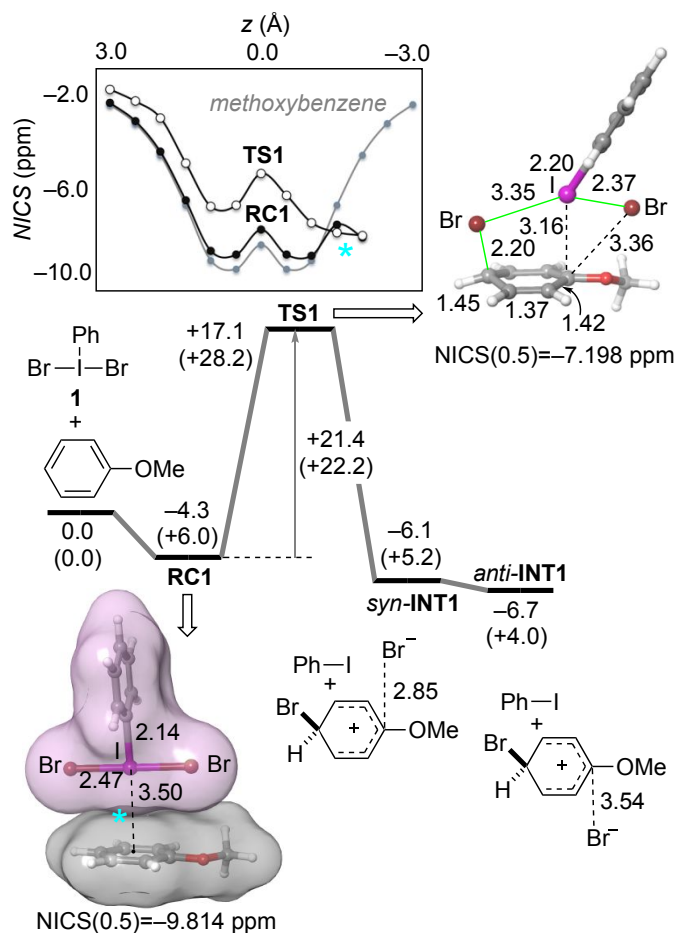 z (Å)
3.0 0.0 −3.0
−2.0
−6.0
−10.0
NICS (ppm)
methoxybenzene
TS1
RC1
*
2.20
I
2.37
3.35
Br
Br
3.16
3.36
2.20
1.45
1.37
1.42
NICS(0.5)=−7.198 ppm
TS1
+17.1
(+28.2)
Ph
Br I Br
1
+
OMe
+21.4
(+22.2)
0.0
(0.0)
−4.3
(+6.0)
RC1
−6.1
(+5.2)
syn-INT1
anti-INT1
−6.7
(+4.0)
I
2.14
Br
Br
2.47
3.50
*
NICS(0.5)=−9.814 ppm
Ph−I
+
Br−
2.85
Br
H
+
OMe
Ph−I
+
Br
H
+
OMe
3.54
Br−